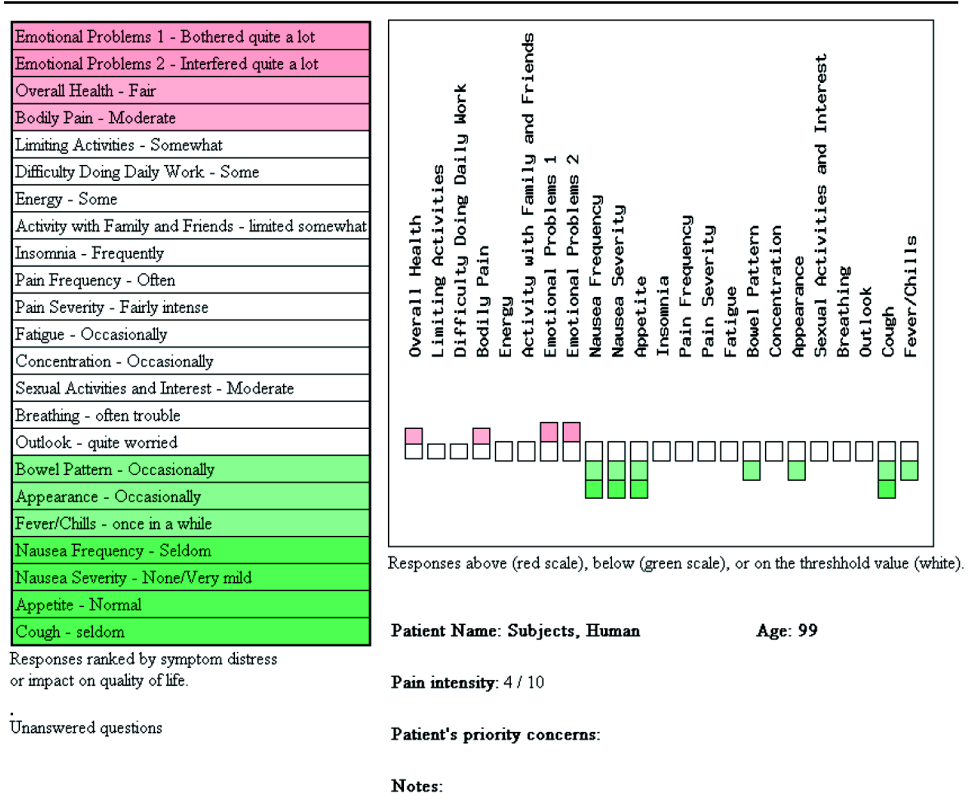 Emotional Problems 1 - Bothered quite a lot
Emotional Problems 2 - Interfered quite a lot
Overall Health - Fair
Bodily Pain - Moderate
Limiting Activities - Somewhat
Difficulty Doing Daily Work - Some
Energy - Some
Activity with Family and Friends - limited somewhat
Insomnia - Frequently
Pain Frequency - Often
Pain Severity - Fairly intense
Fatigue - Occasionally
Concentration - Occasionally
Sexual Activities and Interest - Moderate
Breathing - often trouble
Outlook - quite worried
Bowel Pattern - Occasionally
Appearance - Occasionally
Fever/Chills - once in a while
Nausea Frequency - Seldom
Nausea Severity - None/Very mild
Appetite - Normal
Cough - seldom
Responses ranked by symptom distress
or impact on quality of life.
.
Unanswered questions
Overall Health
Limiting Activities
Difficulty Doing Daily Work
Bodily Pain
Energy
Activity with Family and Friends
Emotional Problems 1
Emotional Problems 2
Nausea Frequency
Nausea Severity
Appetite
Insomnia
Pain Frequency
Pain Severity
Fatigue
Bowel Pattern
Concentration
Appearance
Sexual Activities and Interest
Breathing
Outlook
Cough
Fever/Chills
Responses above (red scale), below (green scale), or on the threshhold value (white).
Patient Name: Subjects, Human Age: 99
Pain intensity: 4 / 10
Patient's priority concerns:
Notes: